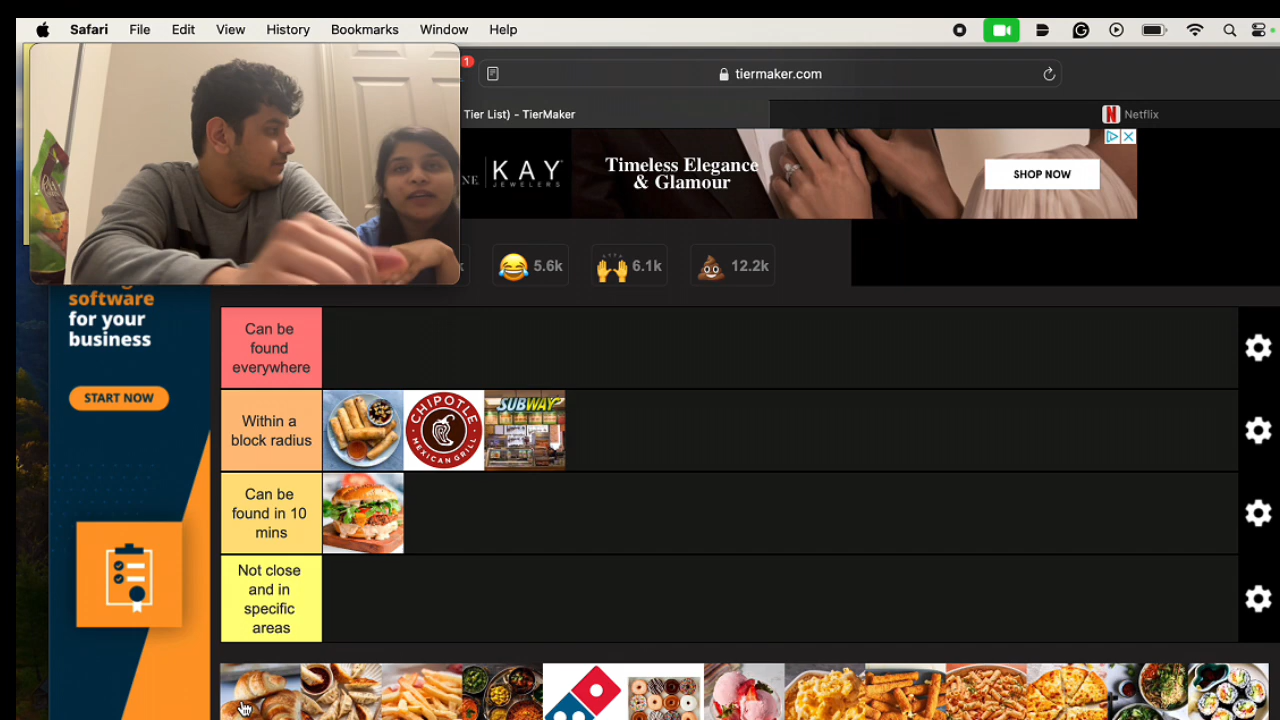 Safari File Edit View History Bookmarks Window Help
1
tiermaker.com
Tier List) - TierMaker
Netflix
NE | KAY
JEWELERS
Timeless Elegance
& Glamour
SHOP NOW
5.6k
6.1k
12.2k
software
for your
business
START NOW
Can be
found
everywhere
Within a
block radius
CHIPOTLE
MEXICAN GRILL
SUBWAY
Can be
found in 10
mins
Not close
and in
specific
areas